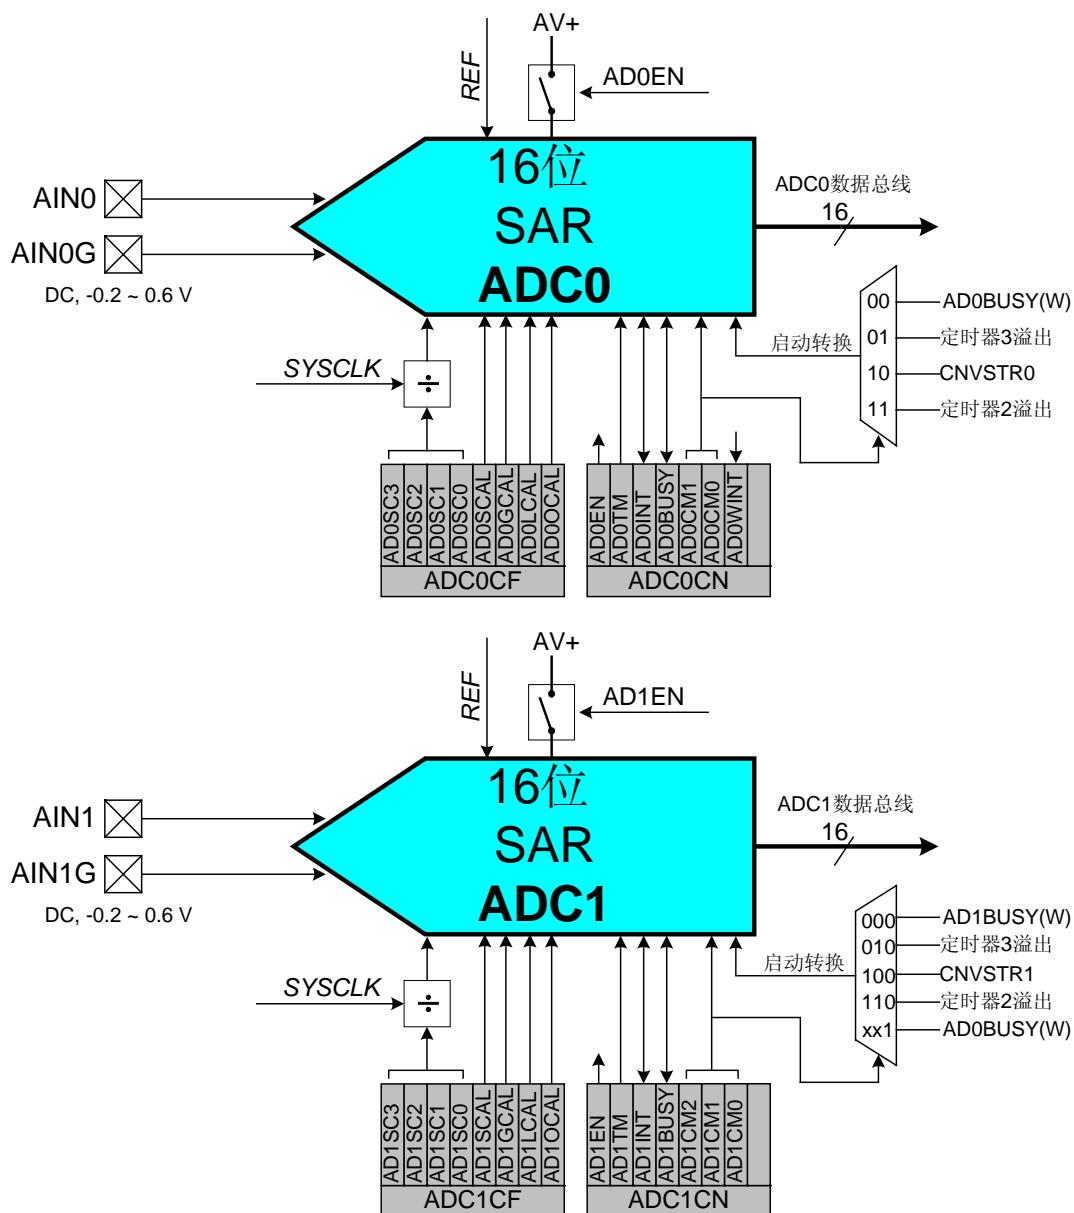 AV+
REF
AD0EN
16位
SAR
ADC0
AIN0
AIN0G
DC, -0.2 ~ 0.6 V
ADC0数据总线
16
启动转换
00
AD0BUSY(W)
01
定时器3溢出
10
CNVSTR0
11
定时器2溢出
SYSCLK
÷
AD0SC3
AD0SC2
AD0SC1
AD0SC0
AD0SCAL
AD0GCAL
AD0LCAL
AD0OCAL
ADC0CF
AD0EN
AD0TM
AD0INT
AD0BUSY
AD0CM1
AD0CM0
AD0WINT
ADC0CN
AV+
REF
AD1EN
16位
SAR
ADC1
AIN1
AIN1G
DC, -0.2 ~ 0.6 V
ADC1数据总线
16
启动转换
000
AD1BUSY(W)
010
定时器3溢出
100
CNVSTR1
110
定时器2溢出
xx1
AD0BUSY(W)
SYSCLK
÷
AD1SC3
AD1SC2
AD1SC1
AD1SC0
AD1SCAL
AD1GCAL
AD1LCAL
AD1OCAL
ADC1CF
AD1EN
AD1TM
AD1INT
AD1BUSY
AD1CM2
AD1CM1
AD1CM0
ADC1CN